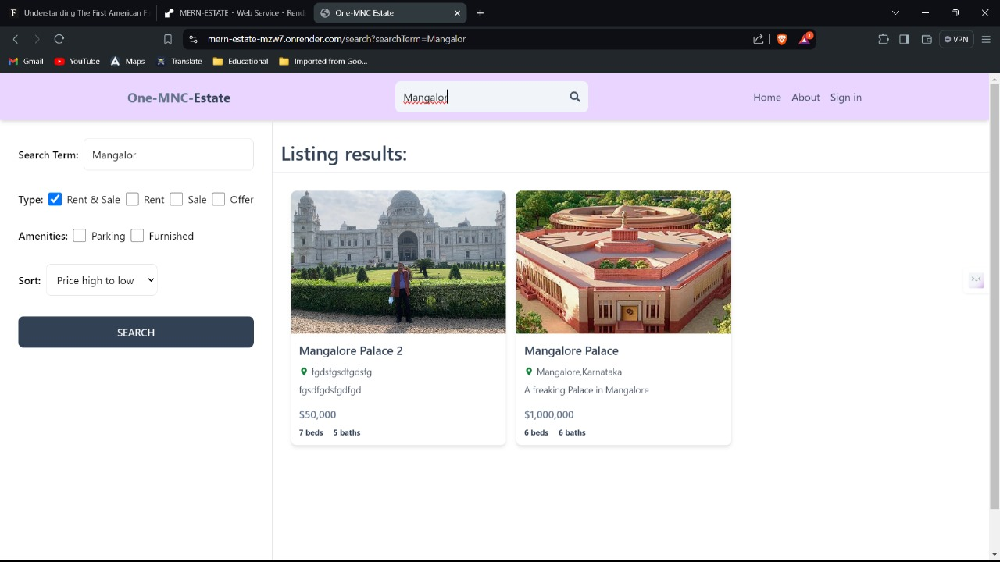 Understanding The First American Fi
MERN-ESTATE · Web Service · Rend
One-MNC Estate
mern-estate-mzw7.onrender.com/search?searchTerm=Mangalor
1
VPN
Gmail
YouTube
Maps
Translate
Educational
Imported from Goo...
One-MNC-Estate
Mangalor
Home
About
Sign in
Search Term:
Mangalor
Type:
Rent & Sale
Rent
Sale
Offer
Amenities:
Parking
Furnished
Sort:
Price high to low
SEARCH
Listing results:
Mangalore Palace 2
fgdsfgsdfgdsfg
fgsdfgdsfgdfgd
$50,000
7 beds
5 baths
Mangalore Palace
Mangalore,Karnataka
A freaking Palace in Mangalore
$1,000,000
6 beds
6 baths